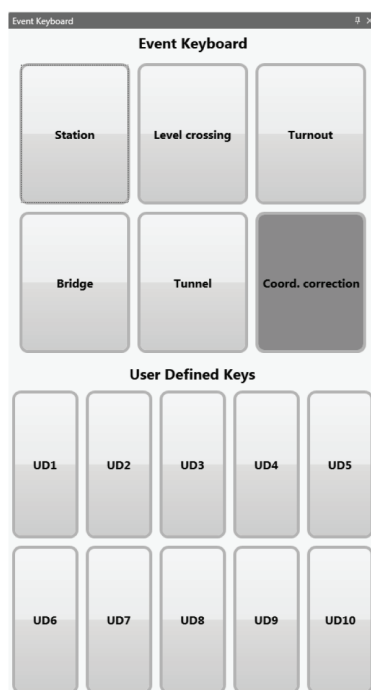 Event Keyboard
Event Keyboard
Station Level crossing Turnout
Bridge Tunnel Coord. correction
User Defined Keys
UD1 UD2 UD3 UD4 UD5
UD6 UD7 UD8 UD9 UD10